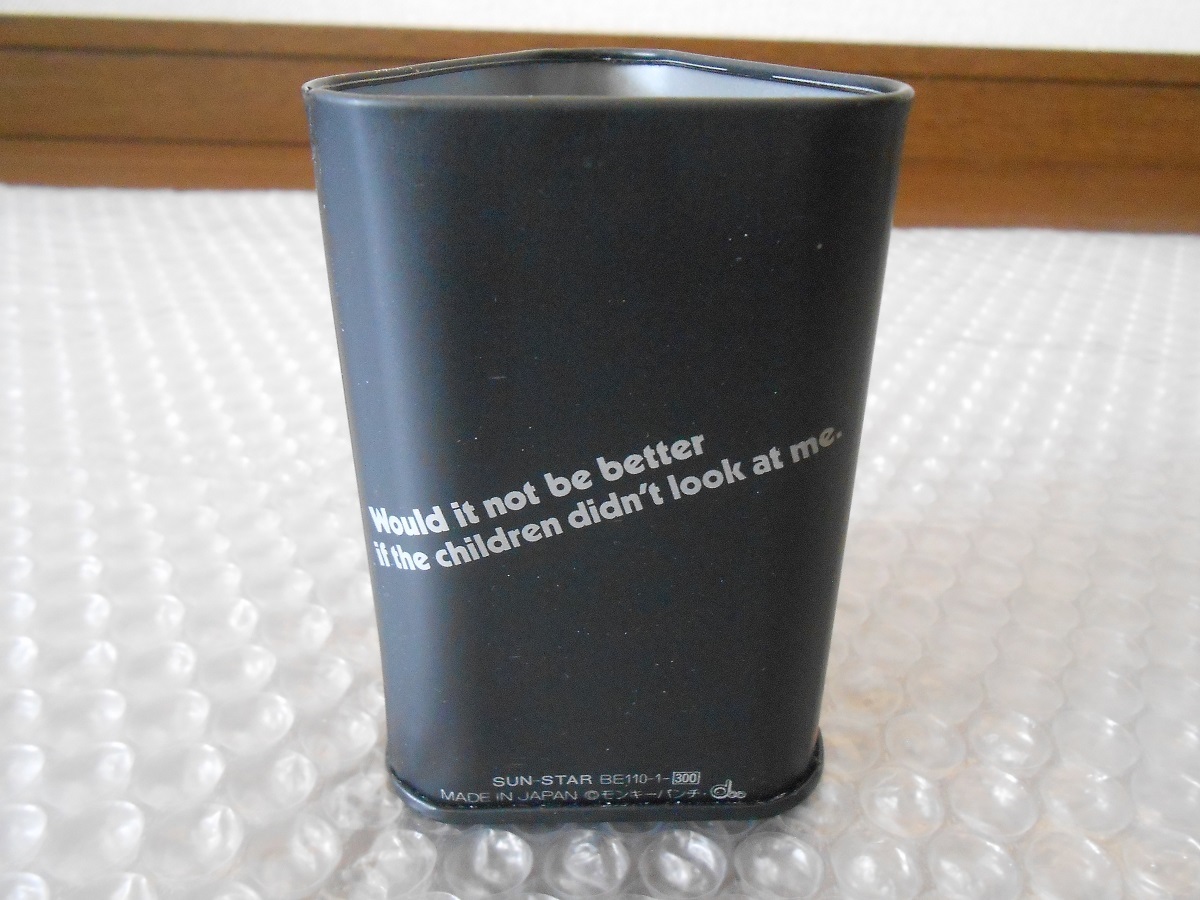 Would it not be better
if the children didn't look at me.
SUN-STAR BE110-1-300
MADE IN JAPAN ©モンキーパンチ・